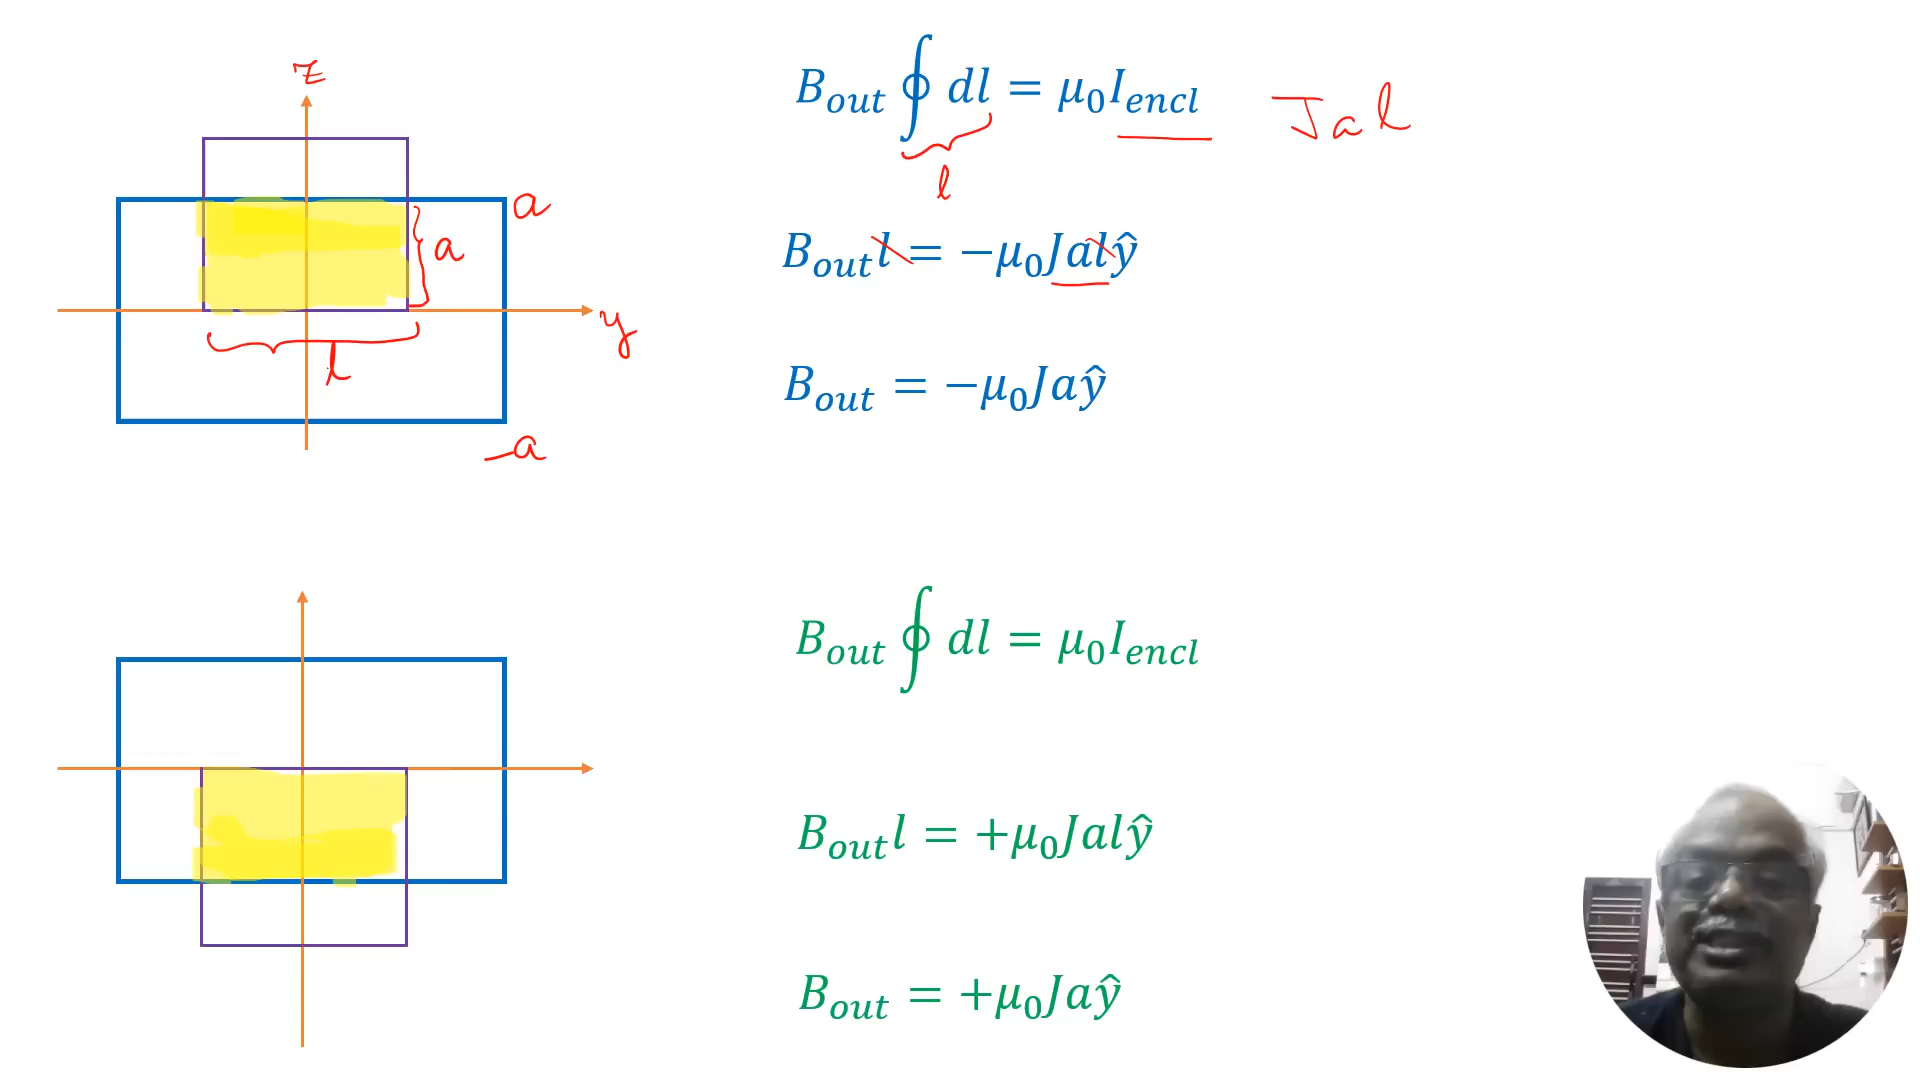 z
B_out ∮ dl = μ₀I_encl    Jal
l
a
a
B_out l = −μ₀Jalŷ
y
l
B_out = −μ₀Jaŷ
−a
B_out ∮ dl = μ₀I_encl
B_out l = +μ₀Jalŷ
B_out = +μ₀Jaŷ